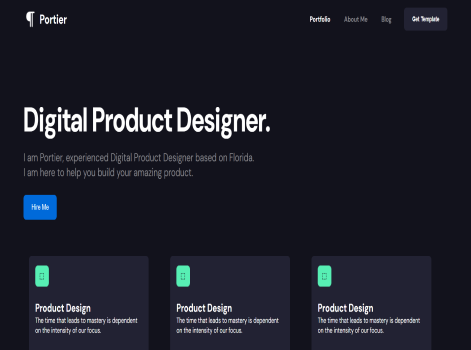 Portier
Portfolio About Me Blog Get Template
Digital Product Designer.
I am Portier, experienced Digital Product Designer based on Florida.
I am here to help you build your amazing product.
Hire Me
Product Design
The time that leads to mastery is dependent
on the intensity of our focus.
Product Design
The time that leads to mastery is dependent
on the intensity of our focus.
Product Design
The time that leads to mastery is dependent
on the intensity of our focus.